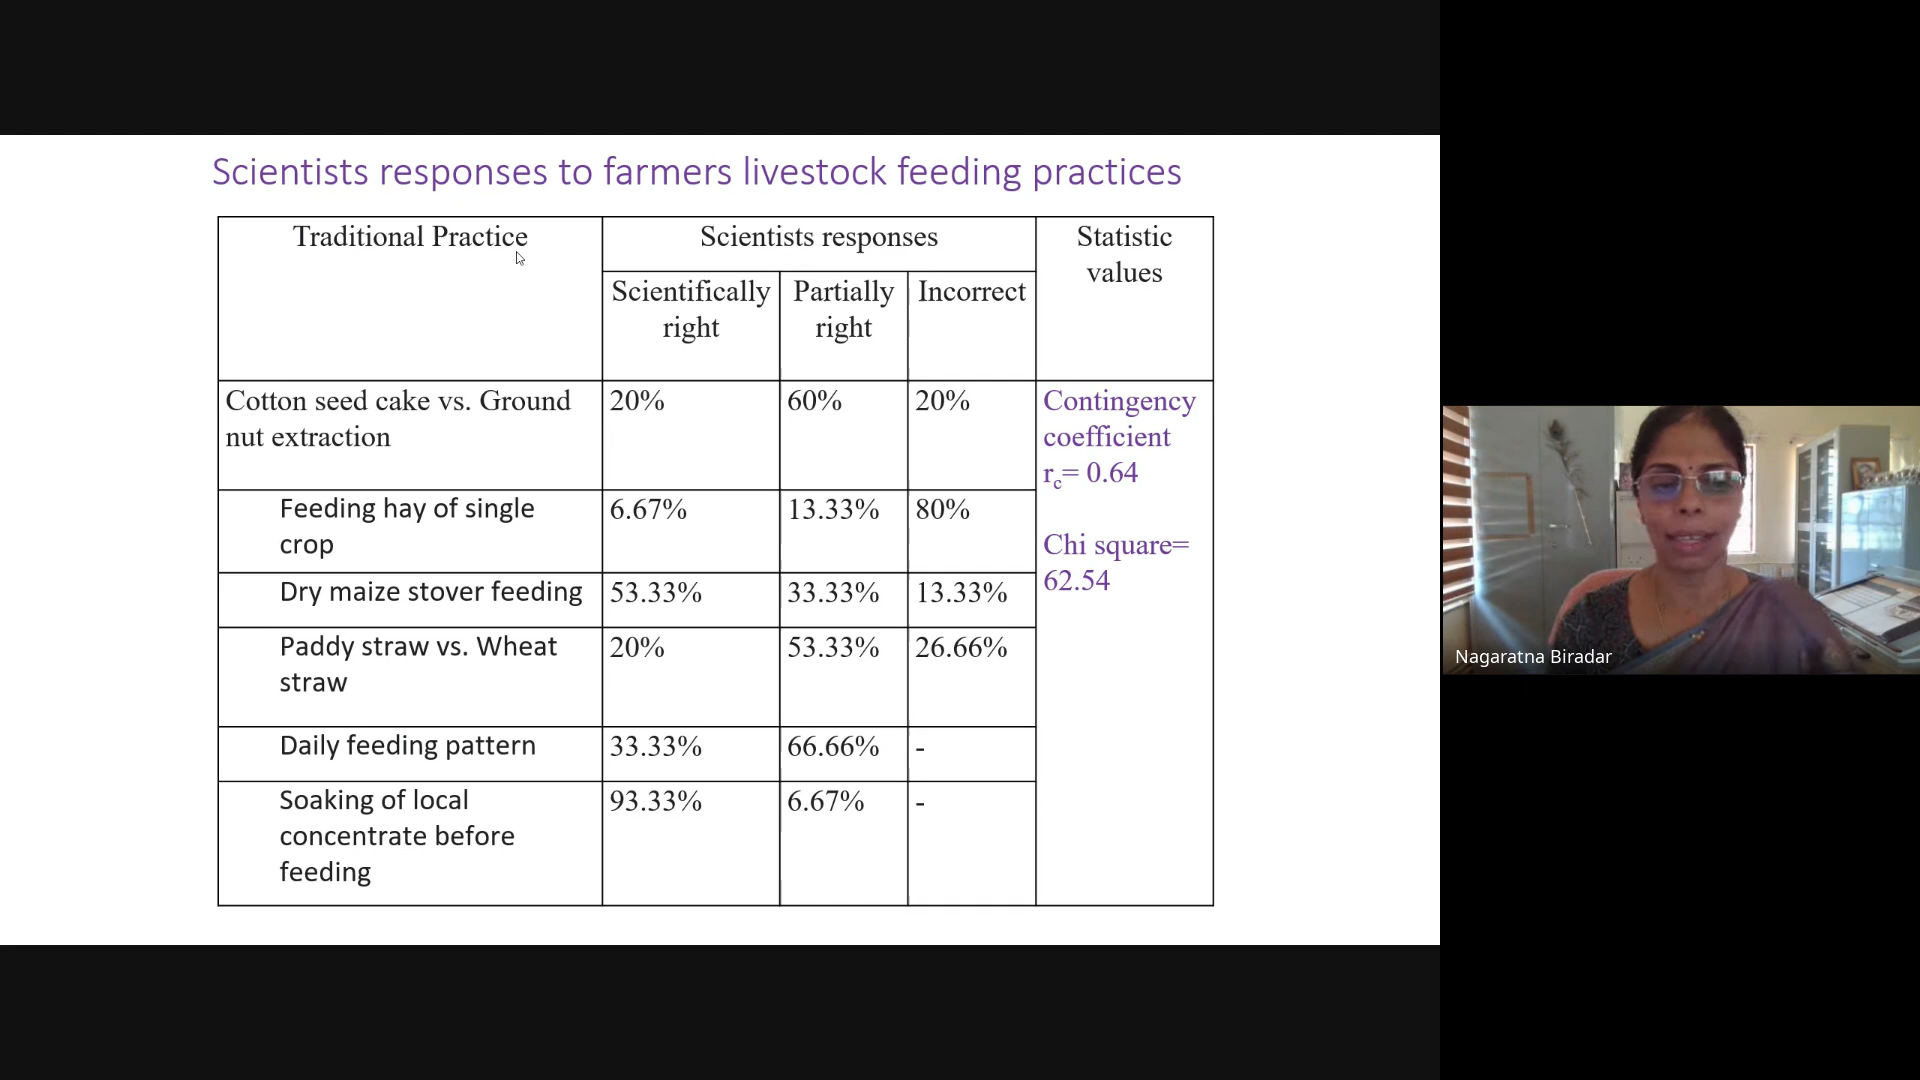 Scientists responses to farmers livestock feeding practices
Traditional Practice
Scientists responses
Statistic
values
Scientifically
right
Partially
right
Incorrect
Cotton seed cake vs. Ground
nut extraction
20%
60%
20%
Contingency
coefficient
rc= 0.64
Chi square=
62.54
Feeding hay of single
crop
6.67%
13.33%
80%
Dry maize stover feeding
53.33%
33.33%
13.33%
Paddy straw vs. Wheat
straw
20%
53.33%
26.66%
Daily feeding pattern
33.33%
66.66%
-
Soaking of local
concentrate before
feeding
93.33%
6.67%
-
Nagaratna Biradar